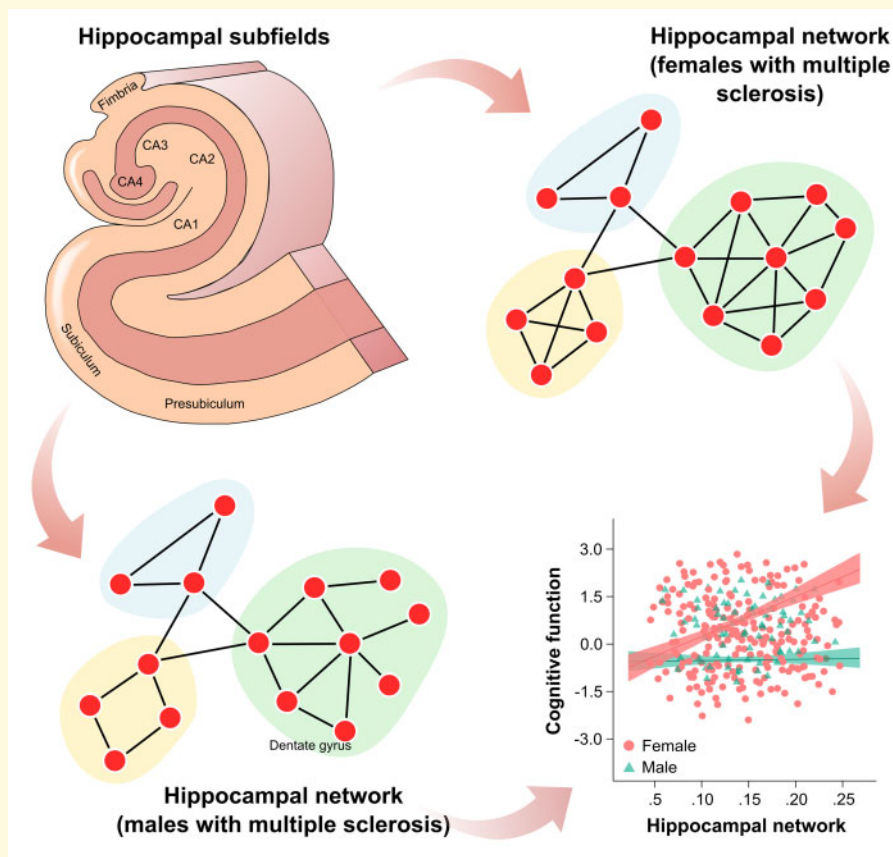 Hippocampal subfields
Fimbria
CA3
CA2
CA4
CA1
Subiculum
Presubiculum
Hippocampal network
(females with multiple
sclerosis)
Dentate gyrus
Hippocampal network
(males with multiple sclerosis)
Cognitive function
3.0
1.5
0.0
-1.5
-3.0
Female
Male
.5 .10 .15 .20 .25
Hippocampal network